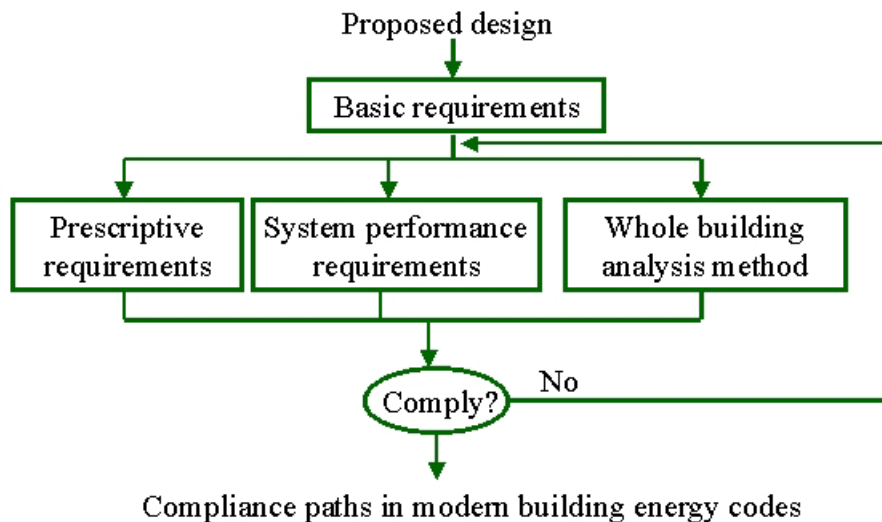 Proposed design
Basic requirements
Prescriptive
requirements
System performance
requirements
Whole building
analysis method
Comply?
No
Compliance paths in modern building energy codes